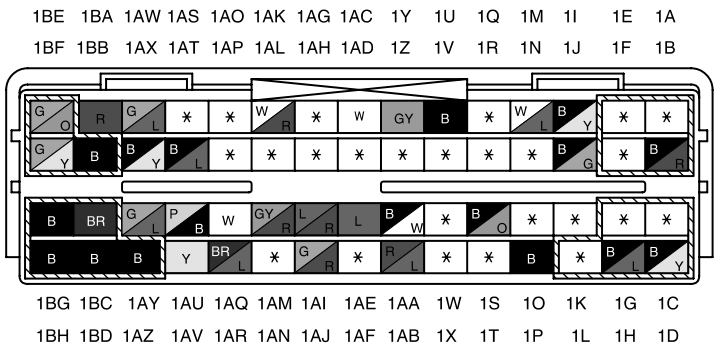 1BE 1BA 1AW 1AS 1AO 1AK 1AG 1AC 1Y 1U 1Q 1M 1I 1E 1A
1BF 1BB 1AX 1AT 1AP 1AL 1AH 1AD 1Z 1V 1R 1N 1J 1F 1B
G O R G L * * W R * W GY B * W L B Y * *
G Y B B Y B L * * * * * * * * B G * B R
B BR G L P B W GY R L R L B W * B O * * * *
B B B Y BR L * G R * R L * * B * B L B Y
1BG 1BC 1AY 1AU 1AQ 1AM 1AI 1AE 1AA 1W 1S 1O 1K 1G 1C
1BH 1BD 1AZ 1AV 1AR 1AN 1AJ 1AF 1AB 1X 1T 1P 1L 1H 1D